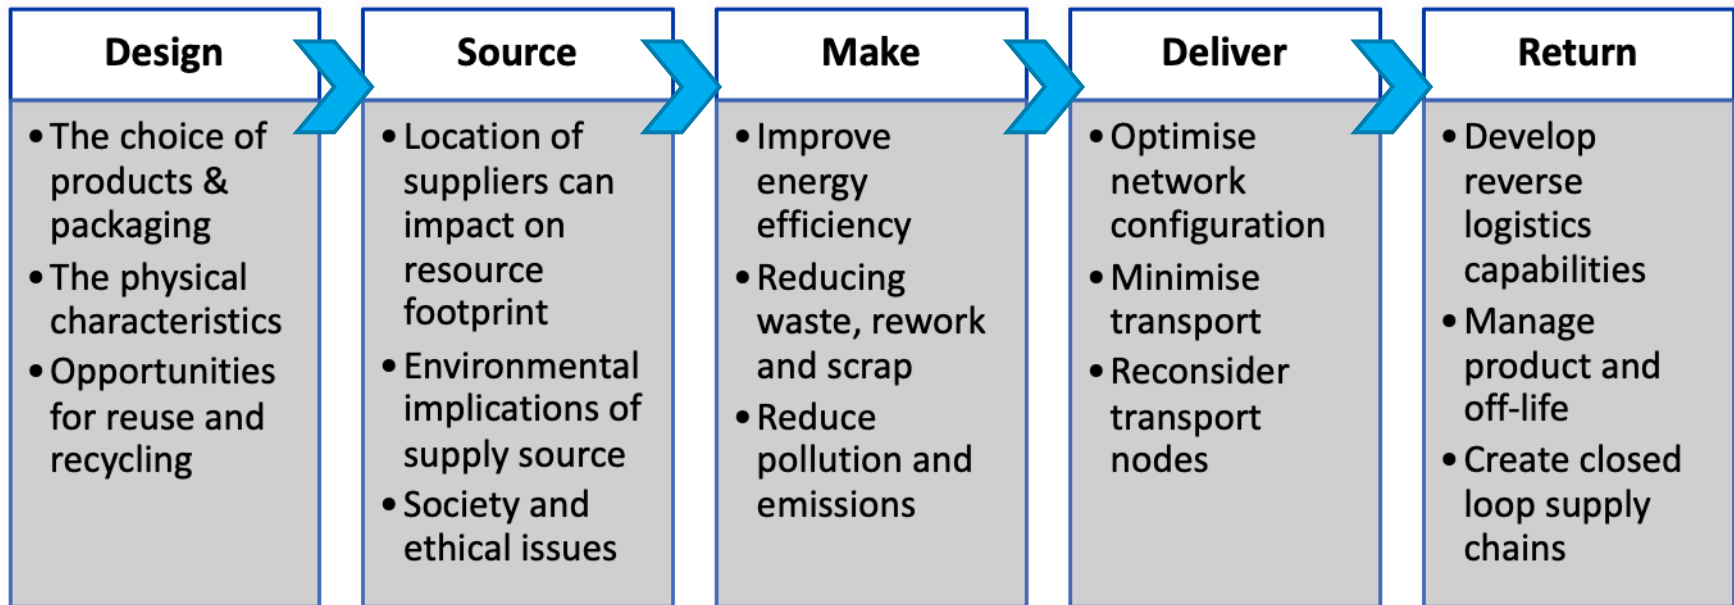 Design
• The choice of
products &
packaging
• The physical
characteristics
• Opportunities
for reuse and
recycling
Source
• Location of
suppliers can
impact on
resource
footprint
• Environmental
implications of
supply source
• Society and
ethical issues
Make
• Improve
energy
efficiency
• Reducing
waste, rework
and scrap
• Reduce
pollution and
emissions
Deliver
• Optimise
network
configuration
• Minimise
transport
• Reconsider
transport
nodes
Return
• Develop
reverse
logistics
capabilities
• Manage
product and
off-life
• Create closed
loop supply
chains